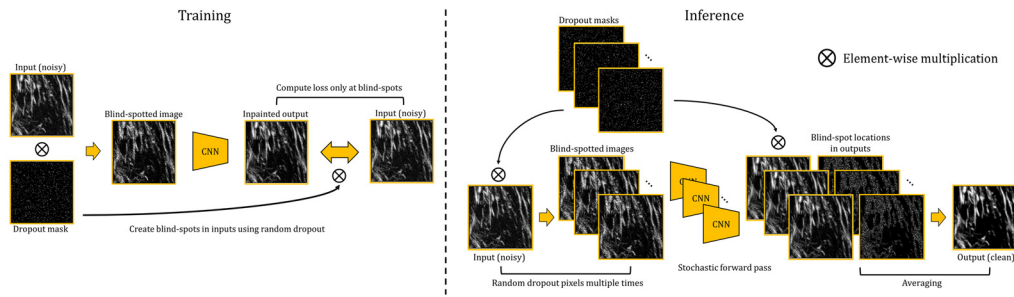 Training
Input (noisy)
Blind-spotted image
CNN
Inpainted output
Compute loss only at blind-spots
Input (noisy)
Dropout mask
Create blind-spots in inputs using random dropout
Inference
Dropout masks
...
Element-wise multiplication
Blind-spotted images
...
Input (noisy)
Random dropout pixels multiple times
CNN
CNN
CNN
...
Stochastic forward pass
Blind-spot locations
in outputs
...
Averaging
Output (clean)